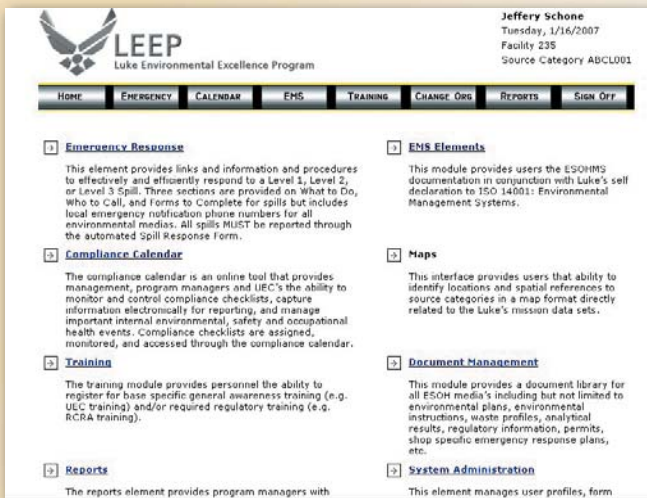 LEEP
Luke Environmental Excellence Program
Jeffery Schone
Tuesday, 1/16/2007
Facility 235
Source Category ABCL001
HOME EMERGENCY CALENDAR EMS TRAINING CHANGE ORG REPORTS SIGN OFF
Emergency Response
This element provides links and information and procedures
to effectively and efficiently respond to a Level 1, Level 2,
or Level 3 Spill. Three sections are provided on What to Do,
Who to Call, and Forms to Complete for spills but includes
local emergency notification phone numbers for all
environmental medias. All spills MUST be reported through
the automated Spill Response Form.
EMS Elements
This module provides users the ESOHMS
documentation in conjunction with Luke's self
declaration to ISO 14001: Environmental
Management Systems.
Compliance Calendar
The compliance calendar is an online tool that provides
management, program managers and UEC's the ability to
monitor and control compliance checklists, capture
information electronically for reporting, and manage
important internal environmental, safety and occupational
health events. Compliance checklists are assigned,
monitored, and accessed through the compliance calendar.
Maps
This interface provides users that ability to
identify locations and spatial references to
source categories in a map format directly
related to the Luke's mission data sets.
Training
The training module provides personnel the ability to
register for base specific general awareness training (e.g.
UEC training) and/or required regulatory training (e.g.
RCRA training).
Document Management
This module provides a document library for
all ESOH media's including but not limited to
environmental plans, environmental
instructions, waste profiles, analytical
results, regulatory information, permits,
shop specific emergency response plans,
etc.
Reports
The reports element provides program managers with
System Administration
This element manages user profiles, form